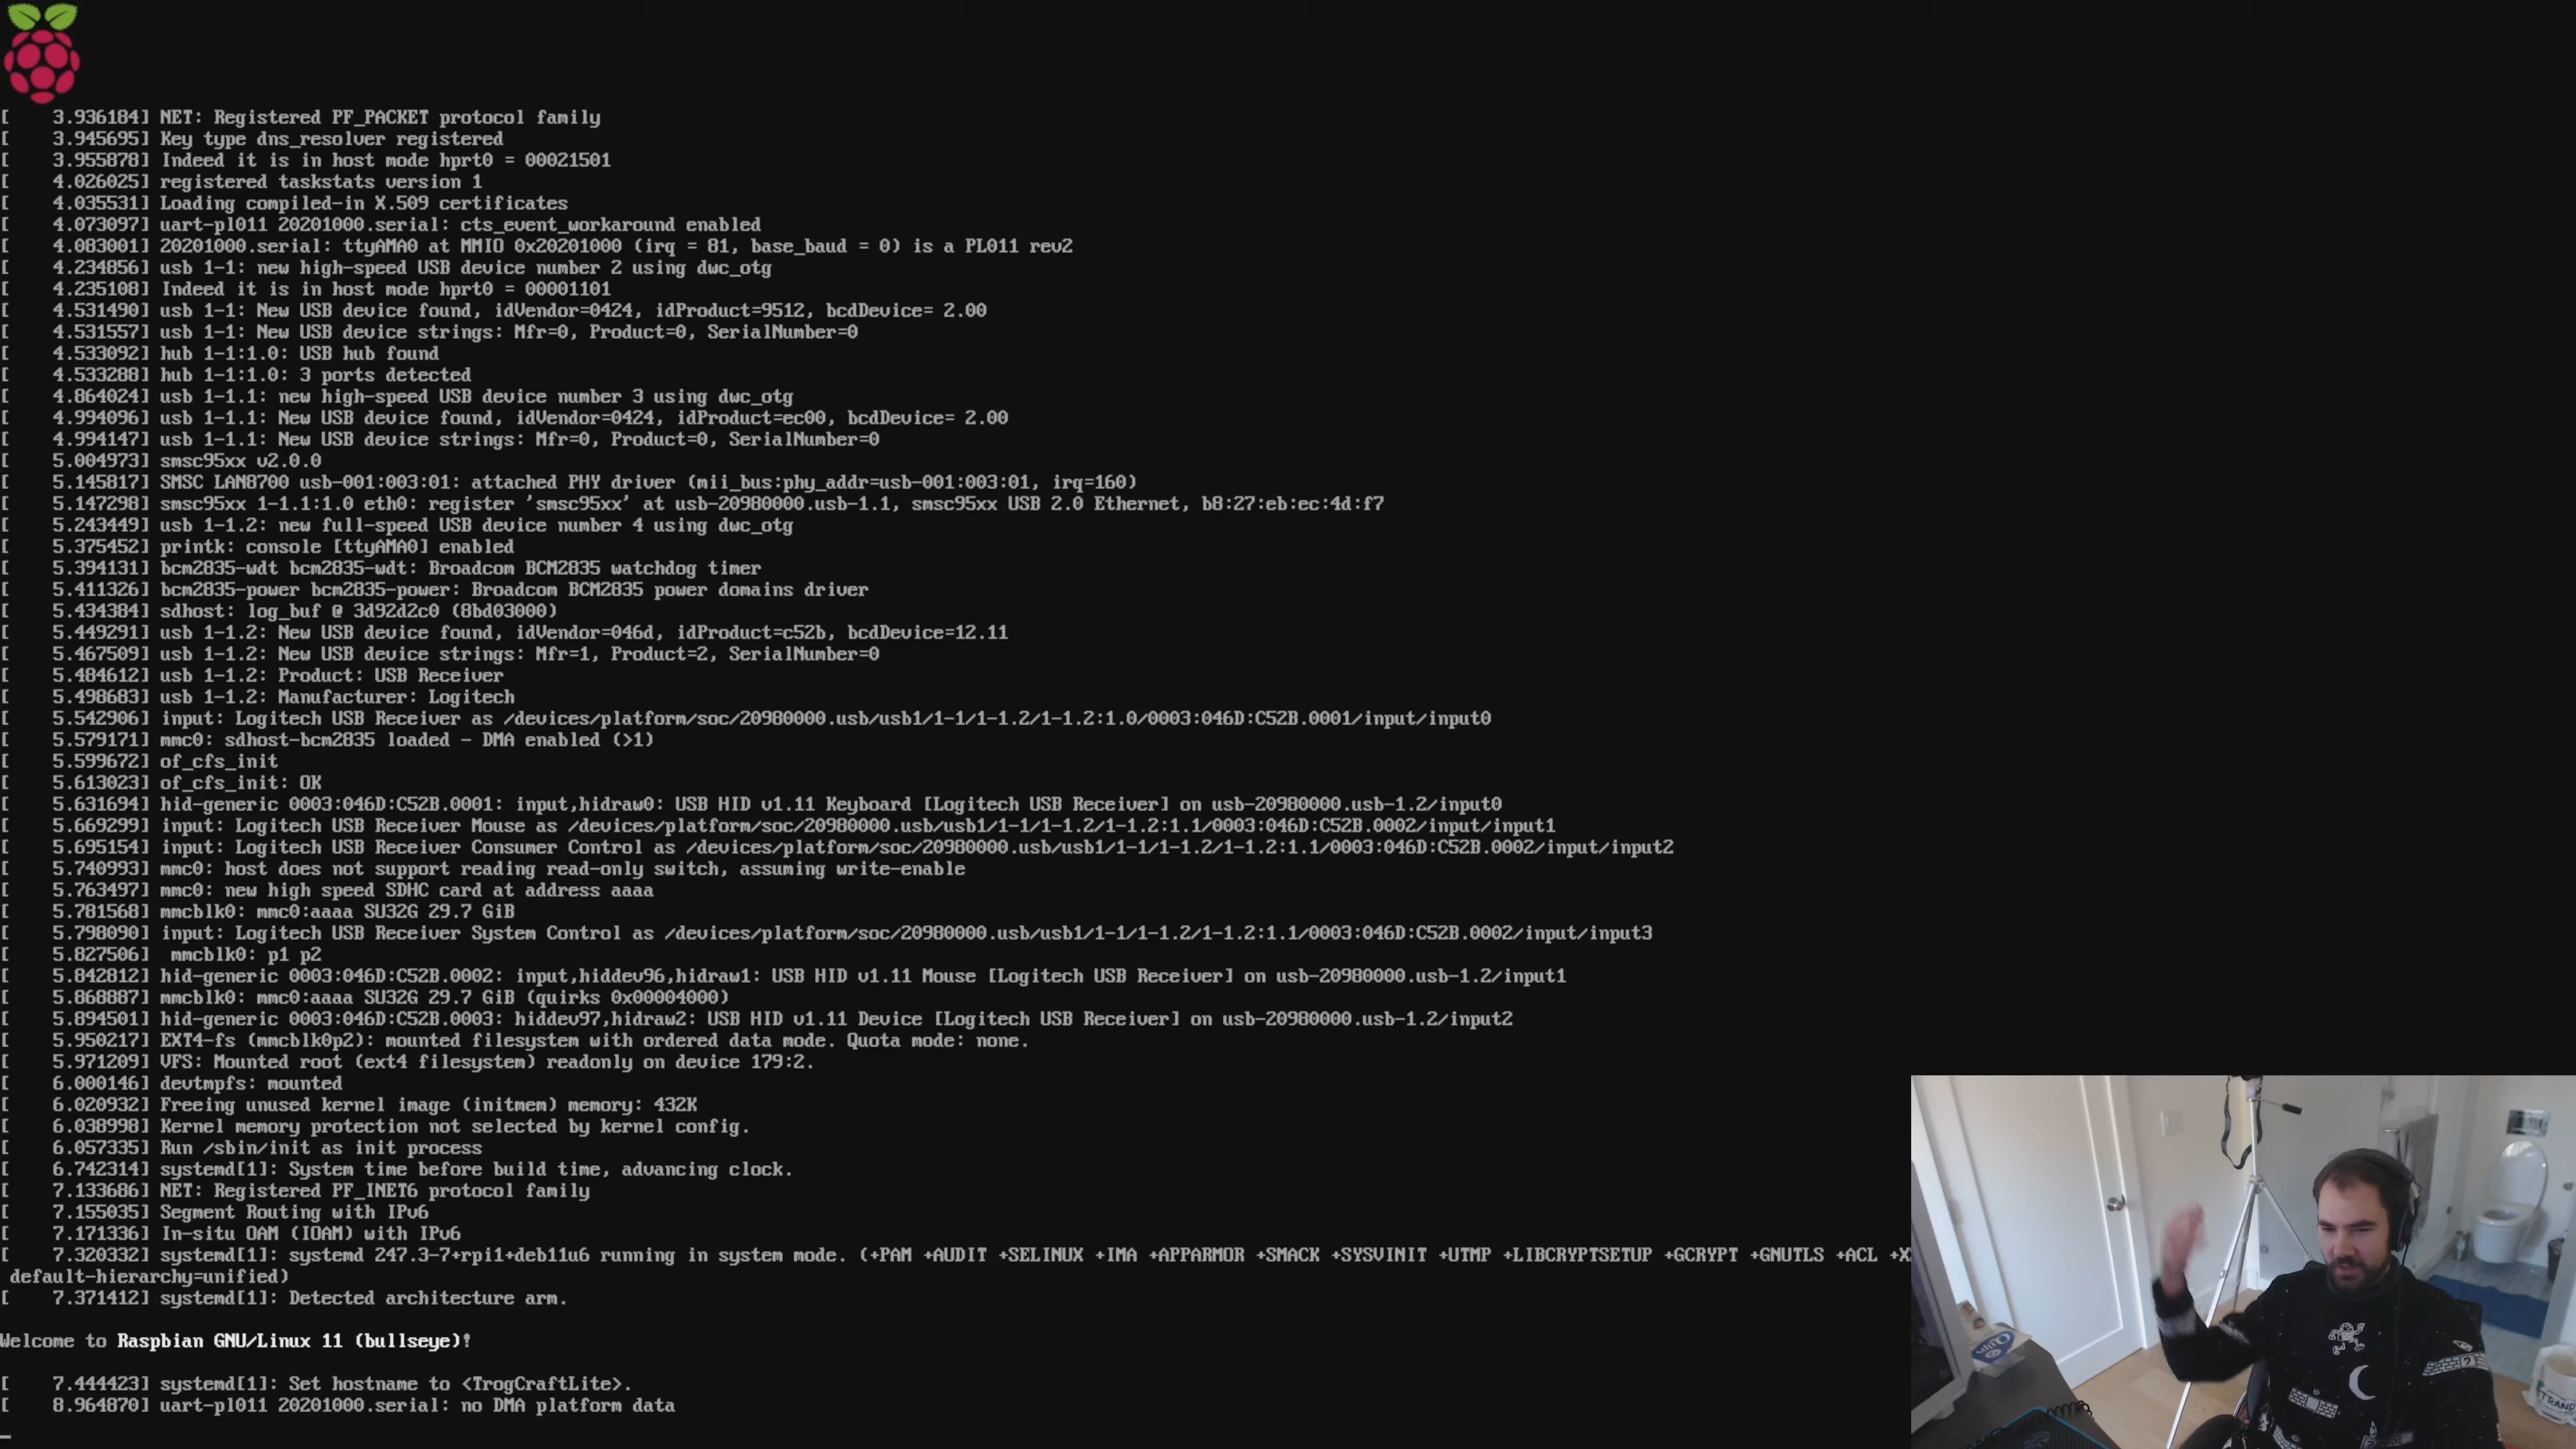 [    3.936184] NET: Registered PF_PACKET protocol family
[    3.945695] Key type dns_resolver registered
[    3.955878] Indeed it is in host mode hprt0 = 00021501
[    4.026025] registered taskstats version 1
[    4.035531] Loading compiled-in X.509 certificates
[    4.073097] uart-pl011 20201000.serial: cts_event_workaround enabled
[    4.083001] 20201000.serial: ttyAMA0 at MMIO 0x20201000 (irq = 81, base_baud = 0) is a PL011 rev2
[    4.234856] usb 1-1: new high-speed USB device number 2 using dwc_otg
[    4.235108] Indeed it is in host mode hprt0 = 00001101
[    4.531490] usb 1-1: New USB device found, idVendor=0424, idProduct=9512, bcdDevice= 2.00
[    4.531557] usb 1-1: New USB device strings: Mfr=0, Product=0, SerialNumber=0
[    4.533092] hub 1-1:1.0: USB hub found
[    4.533288] hub 1-1:1.0: 3 ports detected
[    4.864024] usb 1-1.1: new high-speed USB device number 3 using dwc_otg
[    4.994096] usb 1-1.1: New USB device found, idVendor=0424, idProduct=ec00, bcdDevice= 2.00
[    4.994147] usb 1-1.1: New USB device strings: Mfr=0, Product=0, SerialNumber=0
[    5.004973] smsc95xx v2.0.0
[    5.145817] SMSC LAN8700 usb-001:003:01: attached PHY driver (mii_bus:phy_addr=usb-001:003:01, irq=160)
[    5.147298] smsc95xx 1-1.1:1.0 eth0: register 'smsc95xx' at usb-20980000.usb-1.1, smsc95xx USB 2.0 Ethernet, b8:27:eb:ec:4d:f7
[    5.243449] usb 1-1.2: new full-speed USB device number 4 using dwc_otg
[    5.375452] printk: console [ttyAMA0] enabled
[    5.394131] bcm2835-wdt bcm2835-wdt: Broadcom BCM2835 watchdog timer
[    5.411326] bcm2835-power bcm2835-power: Broadcom BCM2835 power domains driver
[    5.434384] sdhost: log_buf @ 3d92d2c0 (8bd03000)
[    5.449291] usb 1-1.2: New USB device found, idVendor=046d, idProduct=c52b, bcdDevice=12.11
[    5.467509] usb 1-1.2: New USB device strings: Mfr=1, Product=2, SerialNumber=0
[    5.484612] usb 1-1.2: Product: USB Receiver
[    5.498683] usb 1-1.2: Manufacturer: Logitech
[    5.542906] input: Logitech USB Receiver as /devices/platform/soc/20980000.usb/usb1/1-1/1-1.2/1-1.2:1.0/0003:046D:C52B.0001/input/input0
[    5.579171] mmc0: sdhost-bcm2835 loaded - DMA enabled (>1)
[    5.599672] of_cfs_init
[    5.613023] of_cfs_init: OK
[    5.631694] hid-generic 0003:046D:C52B.0001: input,hidraw0: USB HID v1.11 Keyboard [Logitech USB Receiver] on usb-20980000.usb-1.2/input0
[    5.669299] input: Logitech USB Receiver Mouse as /devices/platform/soc/20980000.usb/usb1/1-1/1-1.2/1-1.2:1.1/0003:046D:C52B.0002/input/input1
[    5.695154] input: Logitech USB Receiver Consumer Control as /devices/platform/soc/20980000.usb/usb1/1-1/1-1.2/1-1.2:1.1/0003:046D:C52B.0002/input/input2
[    5.740993] mmc0: host does not support reading read-only switch, assuming write-enable
[    5.763497] mmc0: new high speed SDHC card at address aaaa
[    5.781568] mmcblk0: mmc0:aaaa SU32G 29.7 GiB
[    5.798090] input: Logitech USB Receiver System Control as /devices/platform/soc/20980000.usb/usb1/1-1/1-1.2/1-1.2:1.1/0003:046D:C52B.0002/input/input3
[    5.827506]  mmcblk0: p1 p2
[    5.842812] hid-generic 0003:046D:C52B.0002: input,hiddev96,hidraw1: USB HID v1.11 Mouse [Logitech USB Receiver] on usb-20980000.usb-1.2/input1
[    5.868887] mmcblk0: mmc0:aaaa SU32G 29.7 GiB (quirks 0x00004000)
[    5.894501] hid-generic 0003:046D:C52B.0003: hiddev97,hidraw2: USB HID v1.11 Device [Logitech USB Receiver] on usb-20980000.usb-1.2/input2
[    5.950217] EXT4-fs (mmcblk0p2): mounted filesystem with ordered data mode. Quota mode: none.
[    5.971209] VFS: Mounted root (ext4 filesystem) readonly on device 179:2.
[    6.000146] devtmpfs: mounted
[    6.020932] Freeing unused kernel image (initmem) memory: 432K
[    6.038998] Kernel memory protection not selected by kernel config.
[    6.057335] Run /sbin/init as init process
[    6.742314] systemd[1]: System time before build time, advancing clock.
[    7.133686] NET: Registered PF_INET6 protocol family
[    7.155035] Segment Routing with IPv6
[    7.171336] In-situ OAM (IOAM) with IPv6
[    7.320332] systemd[1]: systemd 247.3-7+rpi1+deb11u6 running in system mode. (+PAM +AUDIT +SELINUX +IMA +APPARMOR +SMACK +SYSVINIT +UTMP +LIBCRYPTSETUP +GCRYPT +GNUTLS +ACL +X
 default-hierarchy=unified)
[    7.371412] systemd[1]: Detected architecture arm.
Welcome to Raspbian GNU/Linux 11 (bullseye)!
[    7.444423] systemd[1]: Set hostname to <TrogCraftLite>.
[    8.964870] uart-pl011 20201000.serial: no DMA platform data